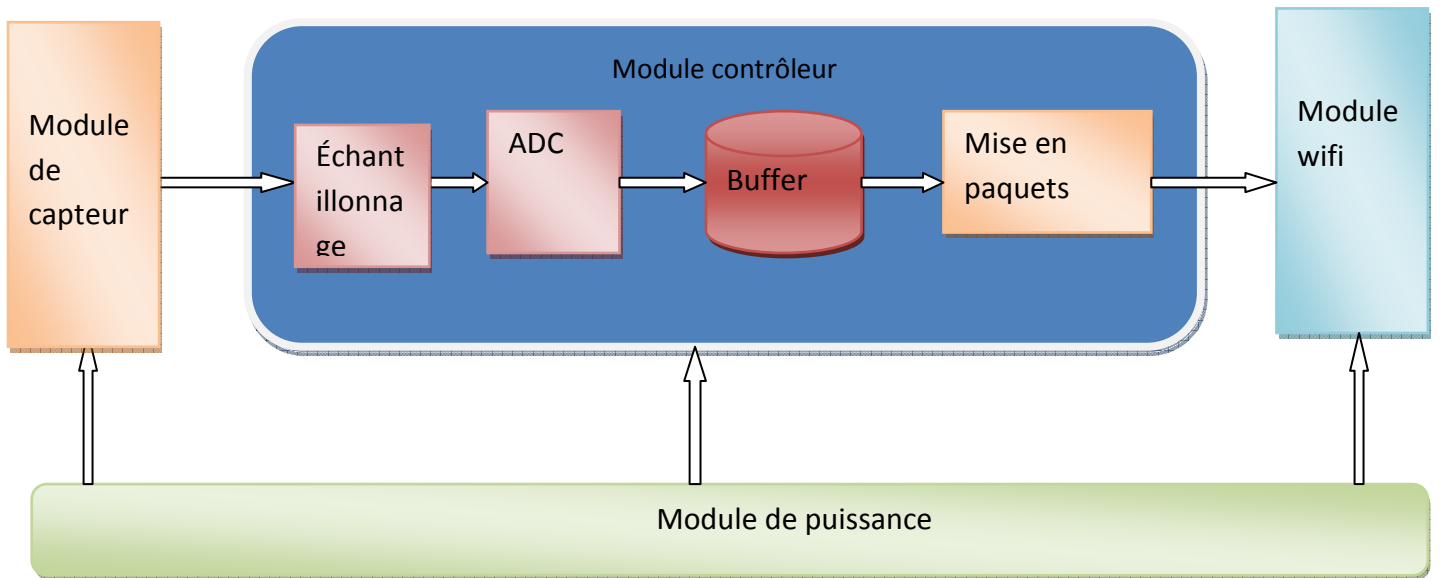 Module contrôleur
Module
de
capteur
Échant
illonna
ge
ADC
Buffer
Mise en
paquets
Module
wifi
Module de puissance